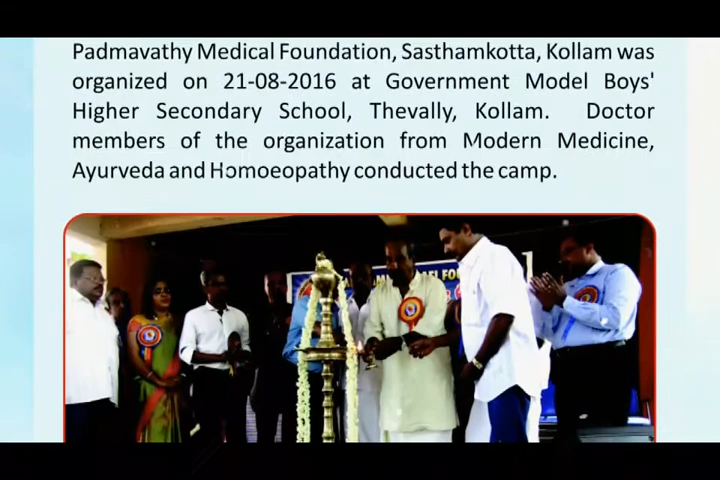 Padmavathy Medical Foundation, Sasthamkotta, Kollam was
organized on 21-08-2016 at Government Model Boys'
Higher Secondary School, Thevally, Kollam. Doctor
members of the organization from Modern Medicine,
Ayurveda and Homoeopathy conducted the camp.